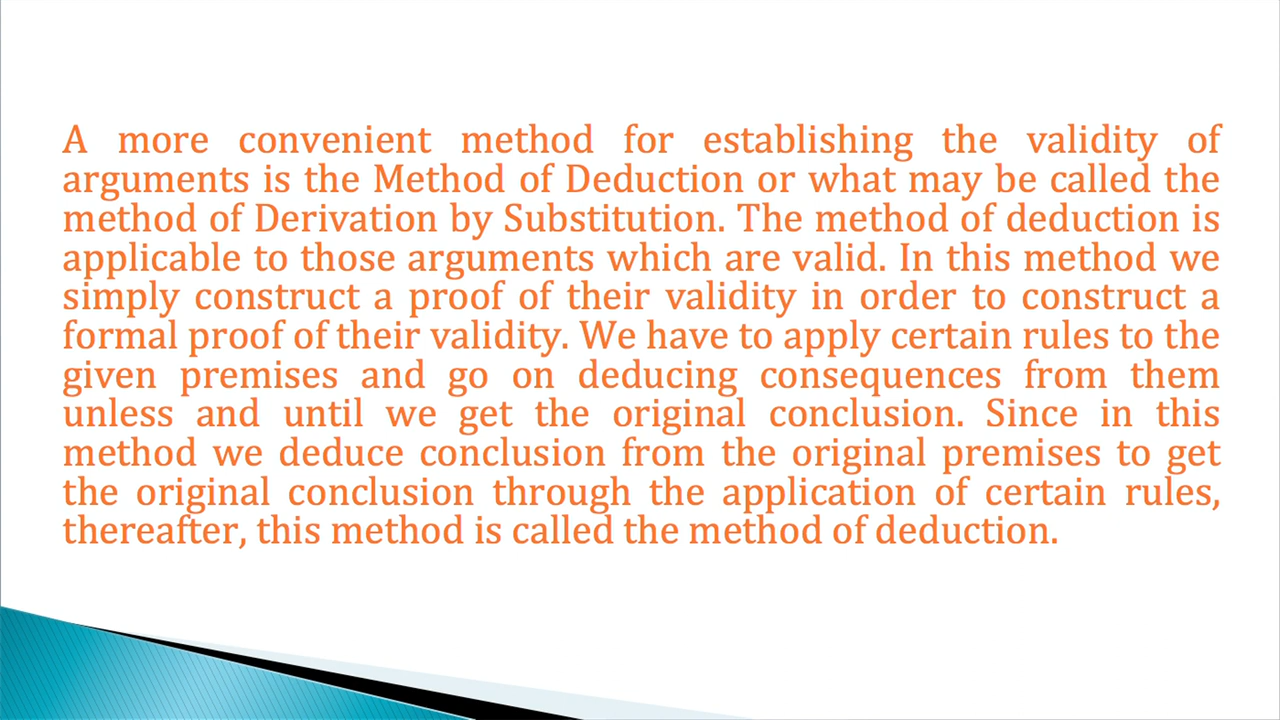 A more convenient method for establishing the validity of
arguments is the Method of Deduction or what may be called the
method of Derivation by Substitution. The method of deduction is
applicable to those arguments which are valid. In this method we
simply construct a proof of their validity in order to construct a
formal proof of their validity. We have to apply certain rules to the
given premises and go on deducing consequences from them
unless and until we get the original conclusion. Since in this
method we deduce conclusion from the original premises to get
the original conclusion through the application of certain rules,
thereafter, this method is called the method of deduction.